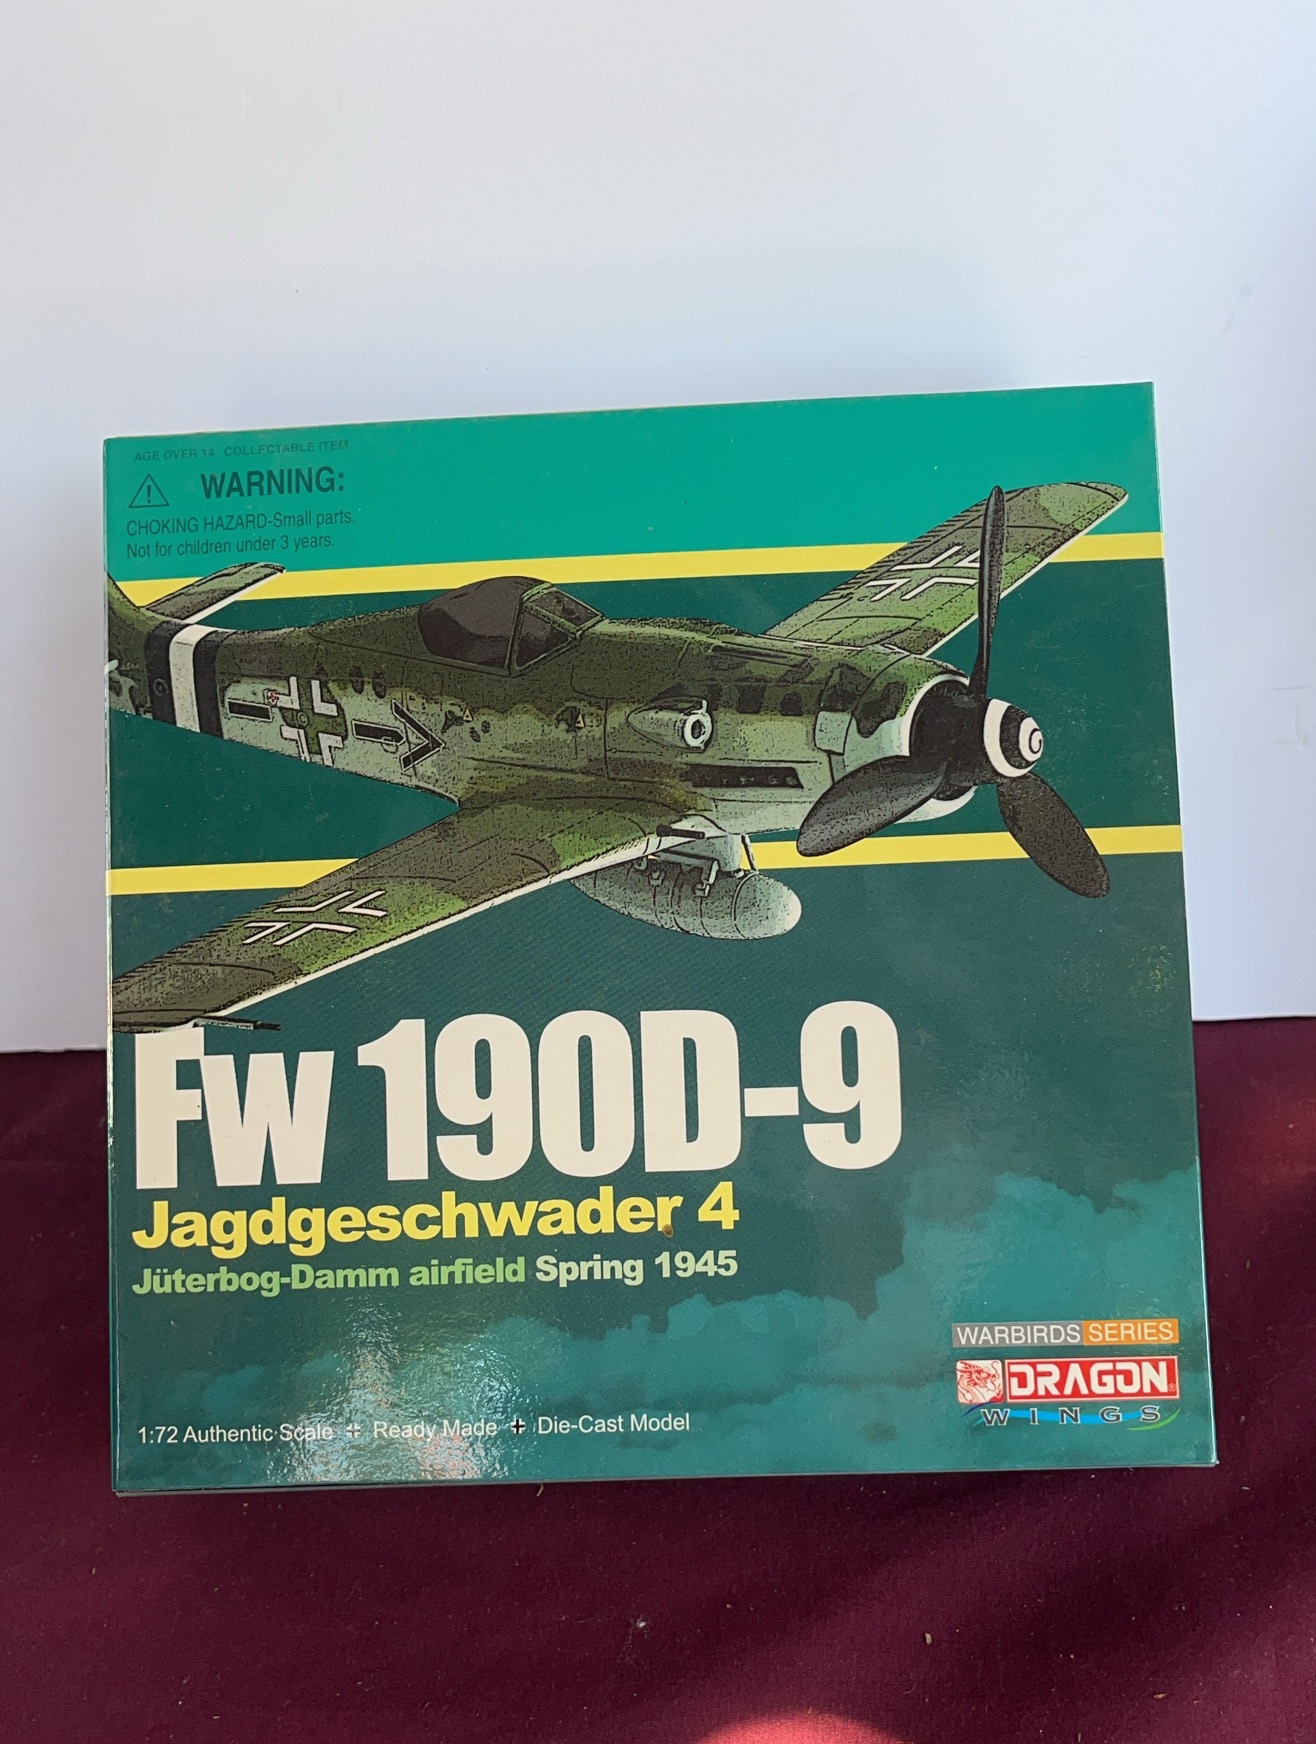 AGE OVER 14 COLLECTABLE ITEM
WARNING:
CHOKING HAZARD-Small parts.
Not for children under 3 years.
Fw 190D-9
Jagdgeschwader 4
Jüterbog-Damm airfield Spring 1945
WARBIRDS SERIES
DRAGON
WINGS
1:72 Authentic Scale Ready Made Die-Cast Model